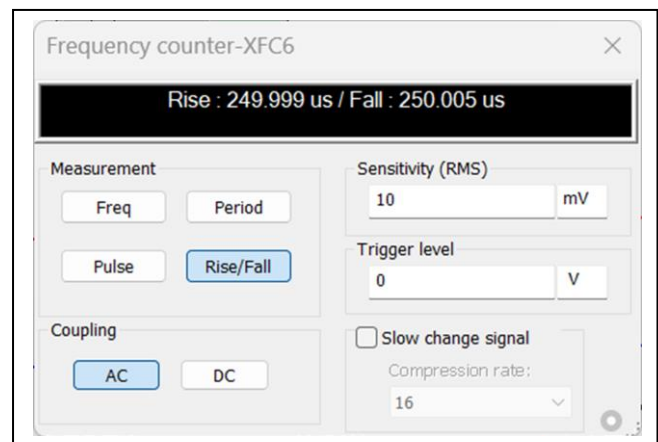 Frequency counter-XFC6
Rise : 249.999 us / Fall : 250.005 us
Measurement
Freq
Period
Pulse
Rise/Fall
Coupling
AC
DC
Sensitivity (RMS)
10 mV
Trigger level
0 V
Slow change signal
Compression rate:
16